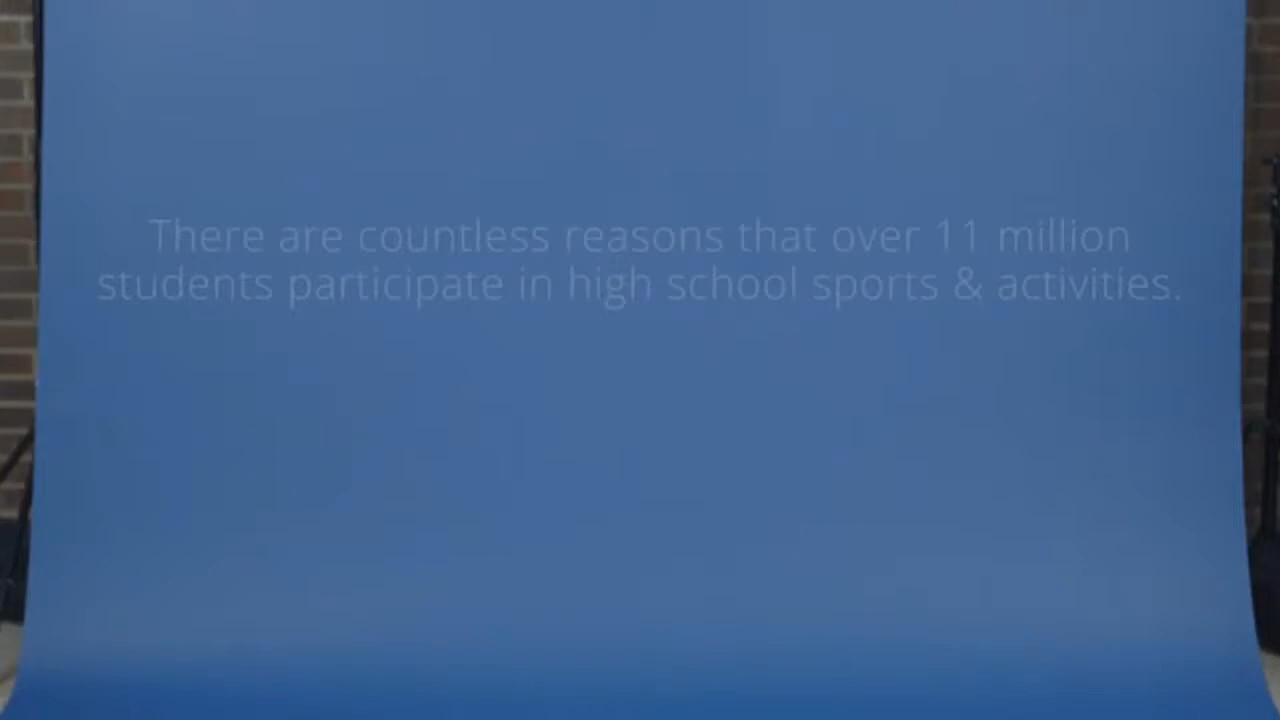 There are countless reasons that over 11 million
students participate in high school sports & activities.